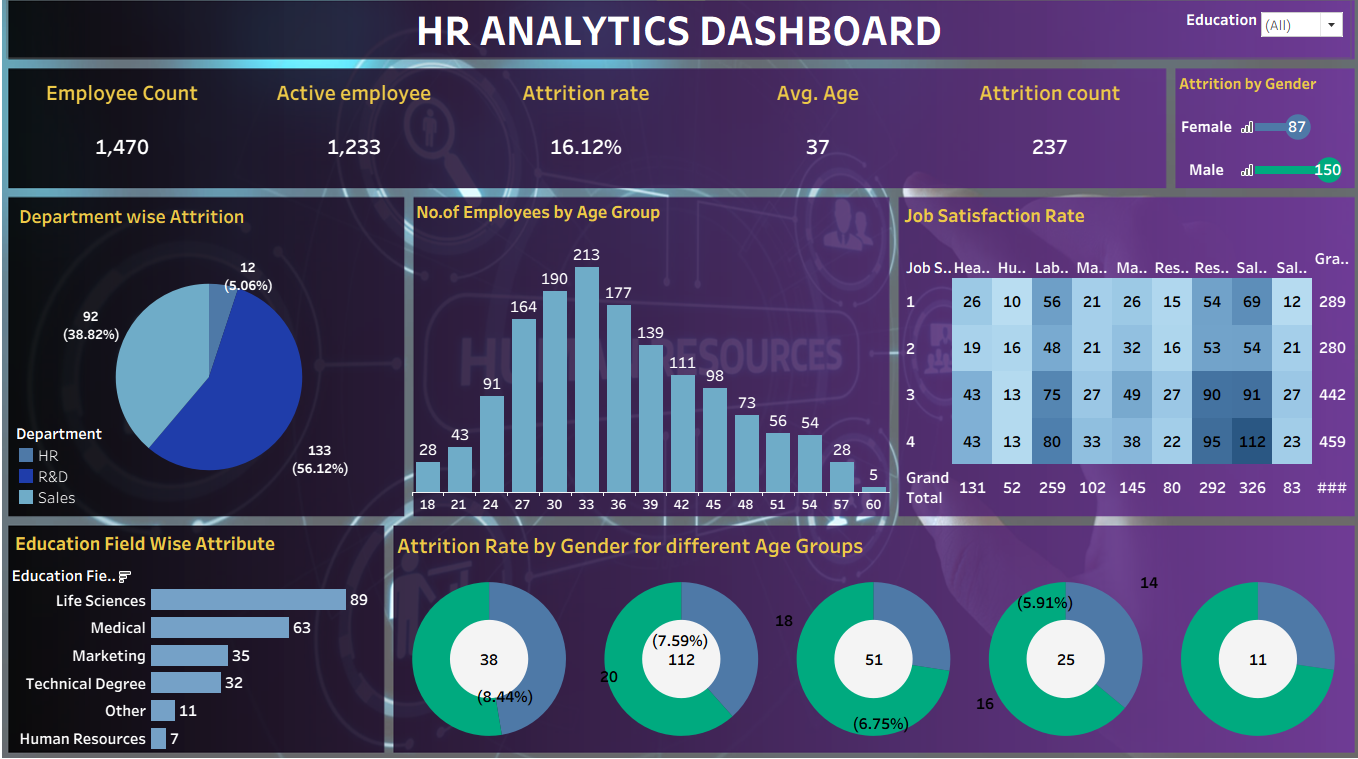 HR ANALYTICS DASHBOARD
Education (All)
Employee Count Active employee Attrition rate Avg. Age Attrition count
1,470 1,233 16.12% 37 237
Attrition by Gender
Female 87
Male 150
Department wise Attrition
12
(5.06%)
92
(38.82%)
133
(56.12%)
Department
HR
R&D
Sales
No.of Employees by Age Group
28 43 91 164 190 213 177 139 111 98 73 56 54 28 5
18 21 24 27 30 33 36 39 42 45 48 51 54 57 60
HUMAN RESOURCES
Job Satisfaction Rate
Job S.. Hea.. Hu.. Lab.. Ma.. Ma.. Res.. Res.. Sal.. Sal.. Gra..
1 26 10 56 21 26 15 54 69 12 289
2 19 16 48 21 32 16 53 54 21 280
3 43 13 75 27 49 27 90 91 27 442
4 43 13 80 33 38 22 95 112 23 459
Grand
Total 131 52 259 102 145 80 292 326 83 ###
Education Field Wise Attribute
Education Fie..
Life Sciences 89
Medical 63
Marketing 35
Technical Degree 32
Other 11
Human Resources 7
Attrition Rate by Gender for different Age Groups
38
(8.44%)
20
(7.59%)
112
18
51
(6.75%)
16
(5.91%)
25
14
11